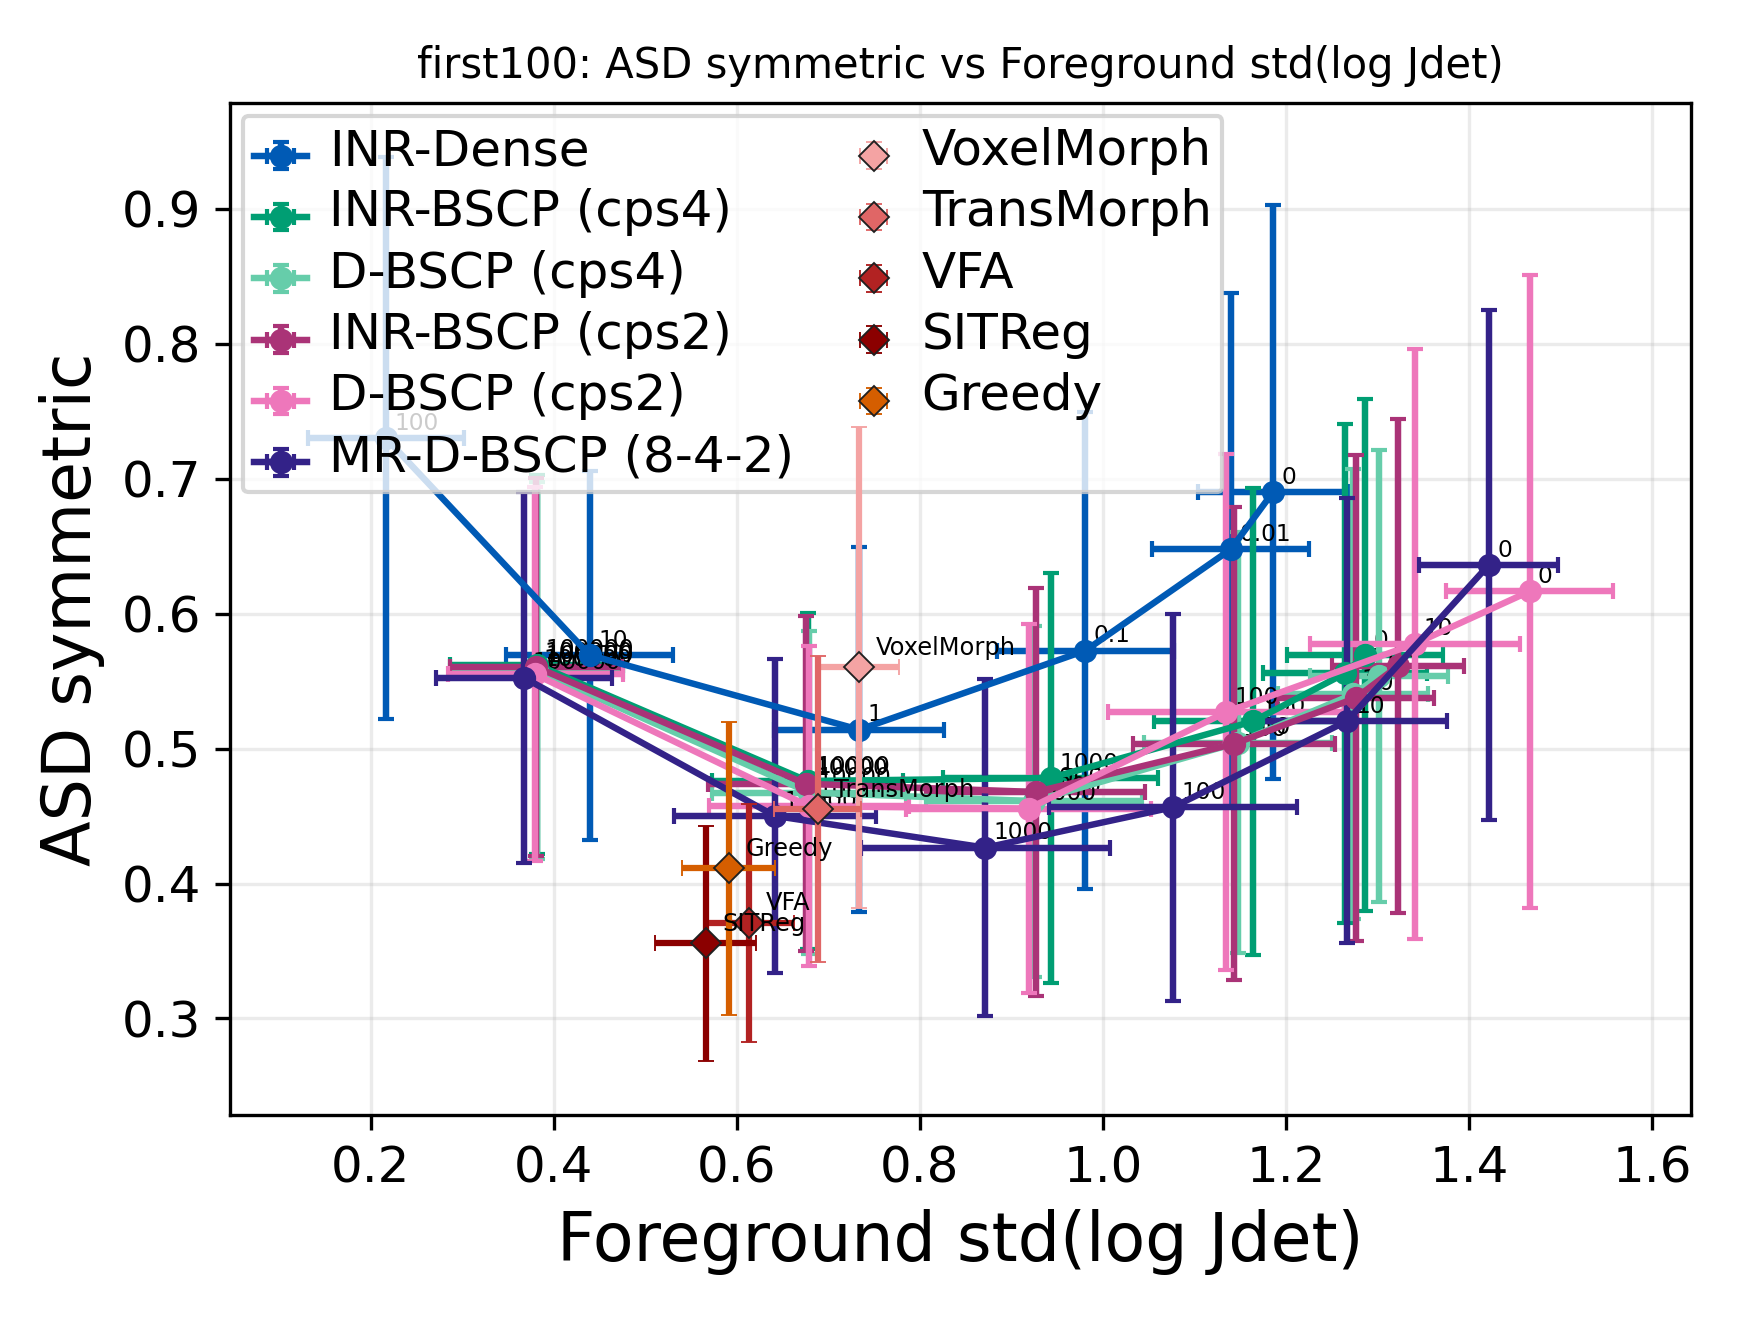 first100: ASD symmetric vs Foreground std(log Jdet)
INR-Dense
INR-BSCP (cps4)
D-BSCP (cps4)
INR-BSCP (cps2)
D-BSCP (cps2)
MR-D-BSCP (8-4-2)
VoxelMorph
TransMorph
VFA
SITReg
Greedy
ASD symmetric
0.9
0.8
0.7
0.6
0.5
0.4
0.3
100
0
0.01
0
0
0.1
10
10
VoxelMorph
1
100
10
100
1000
10000
TransMorph
1000
Greedy
VFA
SITReg
0.2
0.4
0.6
0.8
1.0
1.2
1.4
1.6
Foreground std(log Jdet)